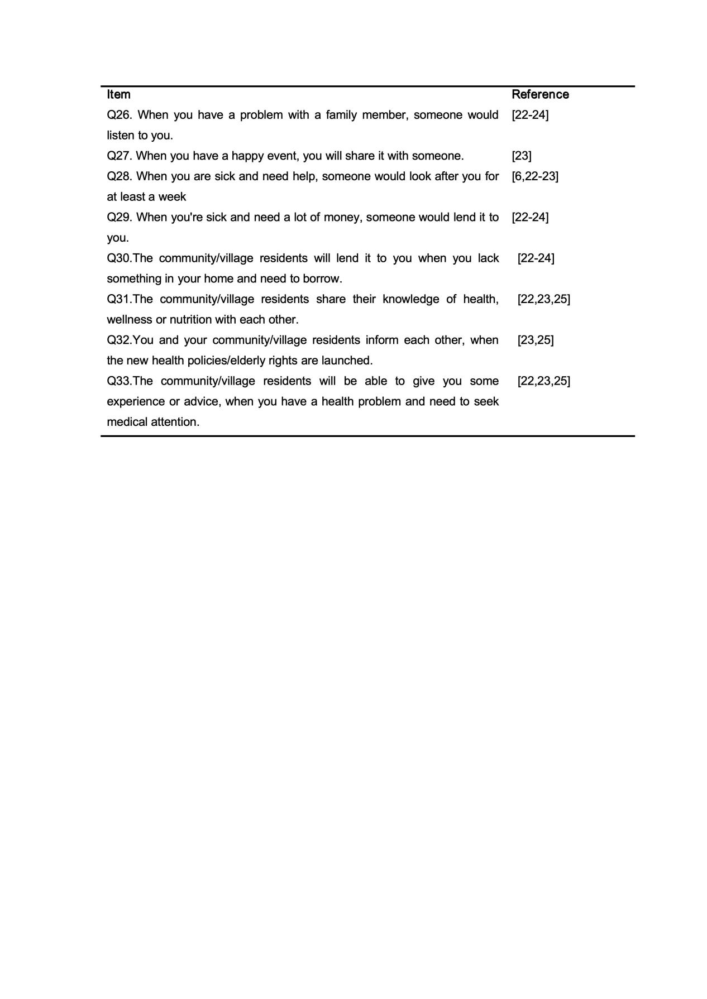 Item Reference
Q26. When you have a problem with a family member, someone would [22-24]
listen to you.
Q27. When you have a happy event, you will share it with someone. [23]
Q28. When you are sick and need help, someone would look after you for [6,22-23]
at least a week
Q29. When you're sick and need a lot of money, someone would lend it to [22-24]
you.
Q30.The community/village residents will lend it to you when you lack [22-24]
something in your home and need to borrow.
Q31.The community/village residents share their knowledge of health, [22,23,25]
wellness or nutrition with each other.
Q32.You and your community/village residents inform each other, when [23,25]
the new health policies/elderly rights are launched.
Q33.The community/village residents will be able to give you some [22,23,25]
experience or advice, when you have a health problem and need to seek
medical attention.